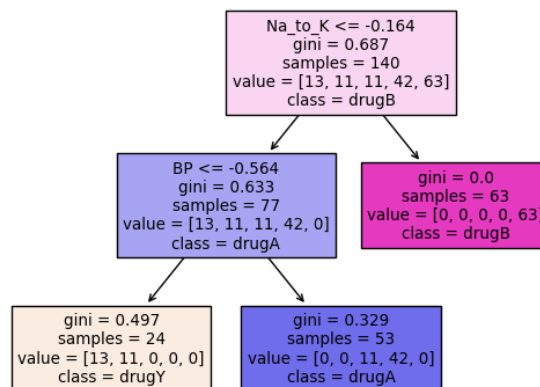 Na_to_K <= -0.164
gini = 0.687
samples = 140
value = [13, 11, 11, 42, 63]
class = drugB
BP <= -0.564
gini = 0.633
samples = 77
value = [13, 11, 11, 42, 0]
class = drugA
gini = 0.0
samples = 63
value = [0, 0, 0, 0, 63]
class = drugB
gini = 0.497
samples = 24
value = [13, 11, 0, 0, 0]
class = drugY
gini = 0.329
samples = 53
value = [0, 0, 11, 42, 0]
class = drugA